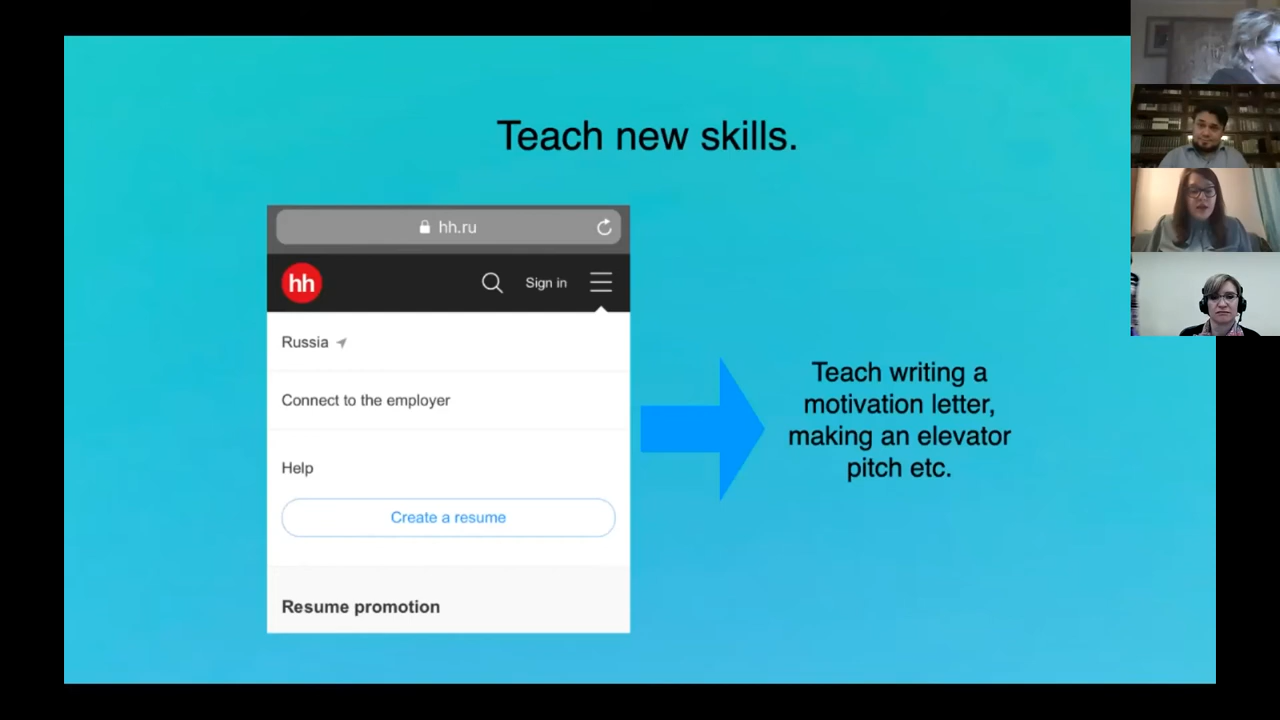 Teach new skills.
hh.ru
hh
Sign in
Russia
Connect to the employer
Help
Create a resume
Resume promotion
Teach writing a
motivation letter,
making an elevator
pitch etc.